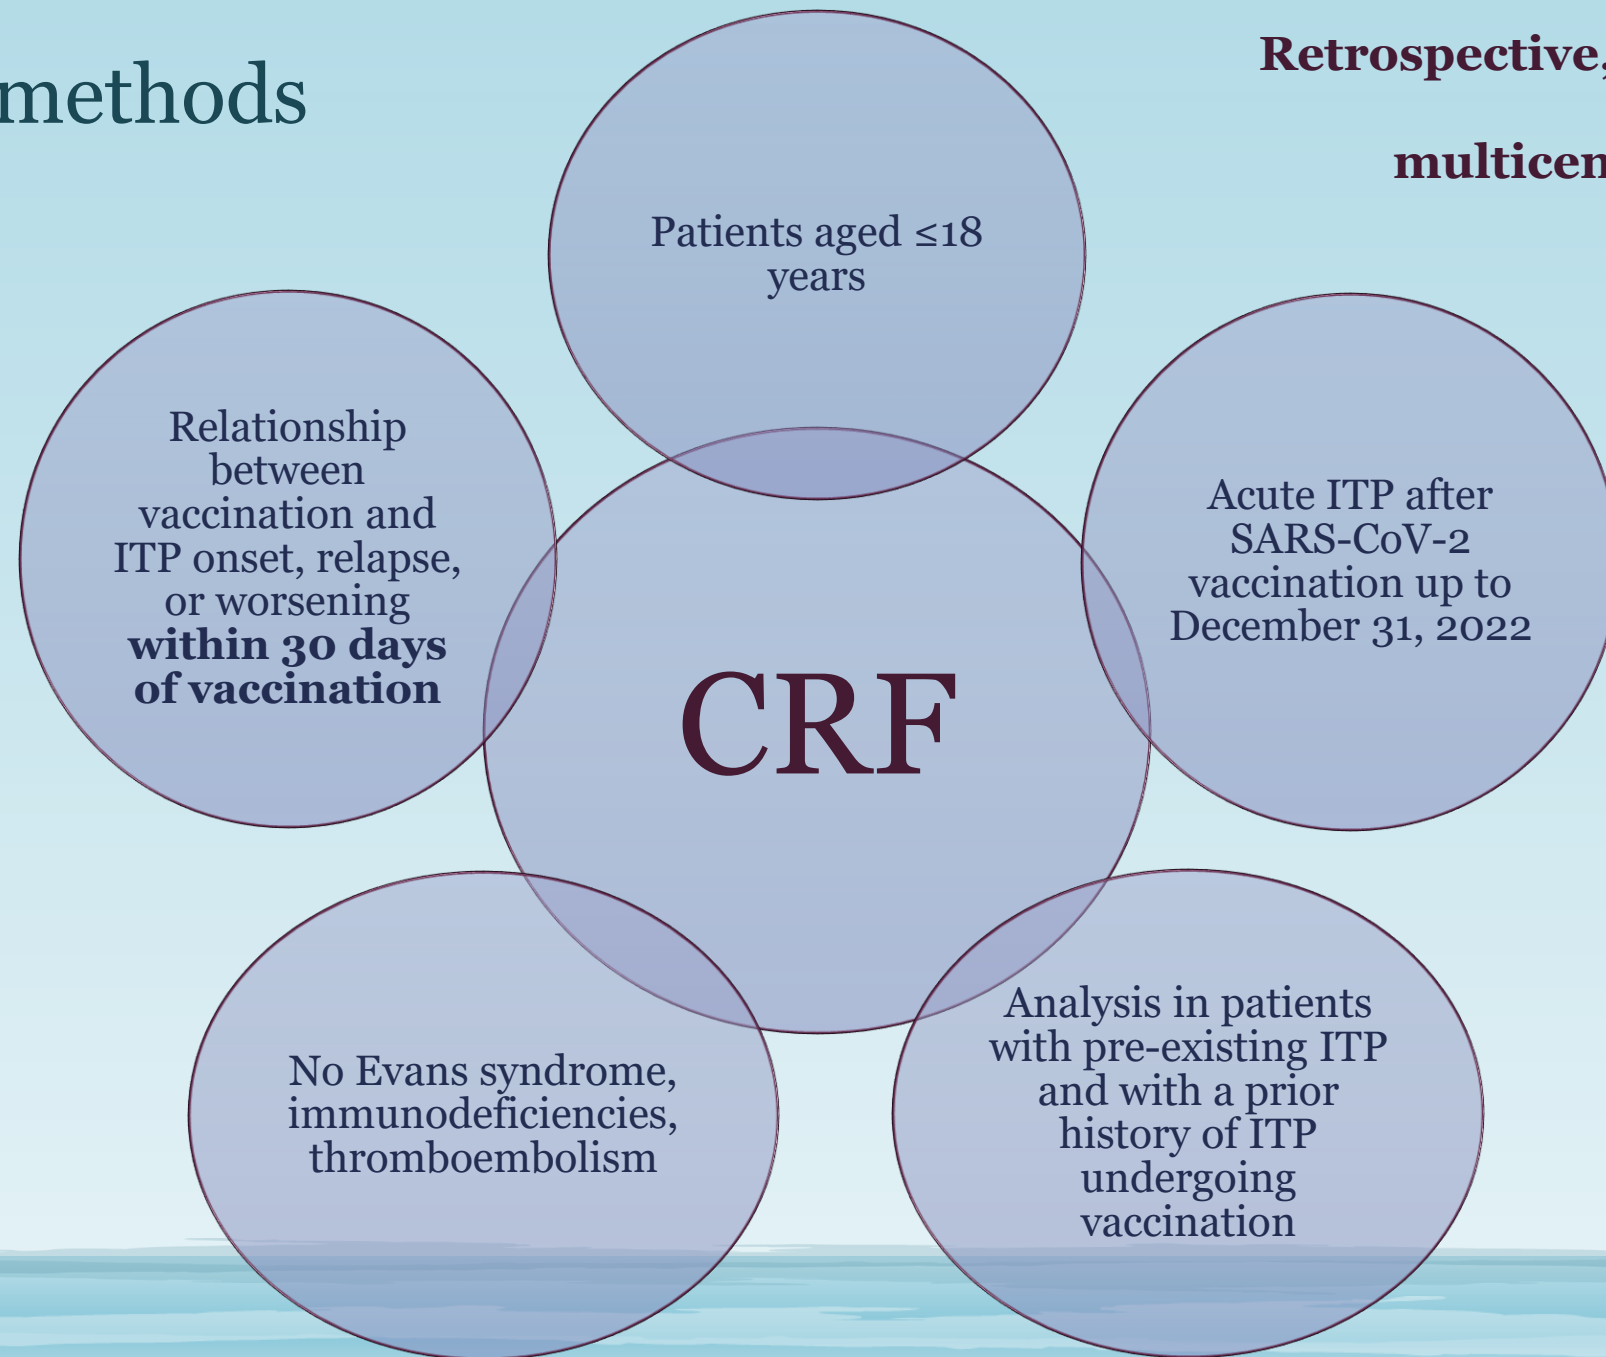 methods
Retrospective,
multicen
Patients aged ≤18
years
Relationship
between
vaccination and
ITP onset, relapse,
or worsening
within 30 days
of vaccination
Acute ITP after
SARS-CoV-2
vaccination up to
December 31, 2022
CRF
No Evans syndrome,
immunodeficiencies,
thromboembolism
Analysis in patients
with pre-existing ITP
and with a prior
history of ITP
undergoing
vaccination